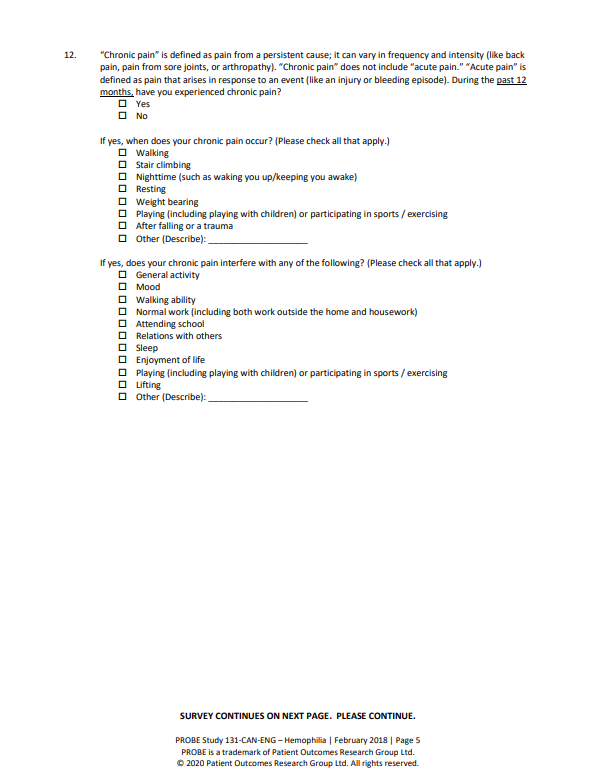 12. “Chronic pain” is defined as pain from a persistent cause; it can vary in frequency and intensity (like back
pain, pain from sore joints, or arthropathy). “Chronic pain” does not include “acute pain.” “Acute pain” is
defined as pain that arises in response to an event (like an injury or bleeding episode). During the past 12
months, have you experienced chronic pain?
☐ Yes
☐ No
If yes, when does your chronic pain occur? (Please check all that apply.)
☐ Walking
☐ Stair climbing
☐ Nighttime (such as waking you up/keeping you awake)
☐ Resting
☐ Weight bearing
☐ Playing (including playing with children) or participating in sports / exercising
☐ After falling or a trauma
☐ Other (Describe): ____________________
If yes, does your chronic pain interfere with any of the following? (Please check all that apply.)
☐ General activity
☐ Mood
☐ Walking ability
☐ Normal work (including both work outside the home and housework)
☐ Attending school
☐ Relations with others
☐ Sleep
☐ Enjoyment of life
☐ Playing (including playing with children) or participating in sports / exercising
☐ Lifting
☐ Other (Describe): ____________________
SURVEY CONTINUES ON NEXT PAGE. PLEASE CONTINUE.
PROBE Study 131-CAN-ENG – Hemophilia | February 2018 | Page 5
PROBE is a trademark of Patient Outcomes Research Group Ltd.
© 2020 Patient Outcomes Research Group Ltd. All rights reserved.